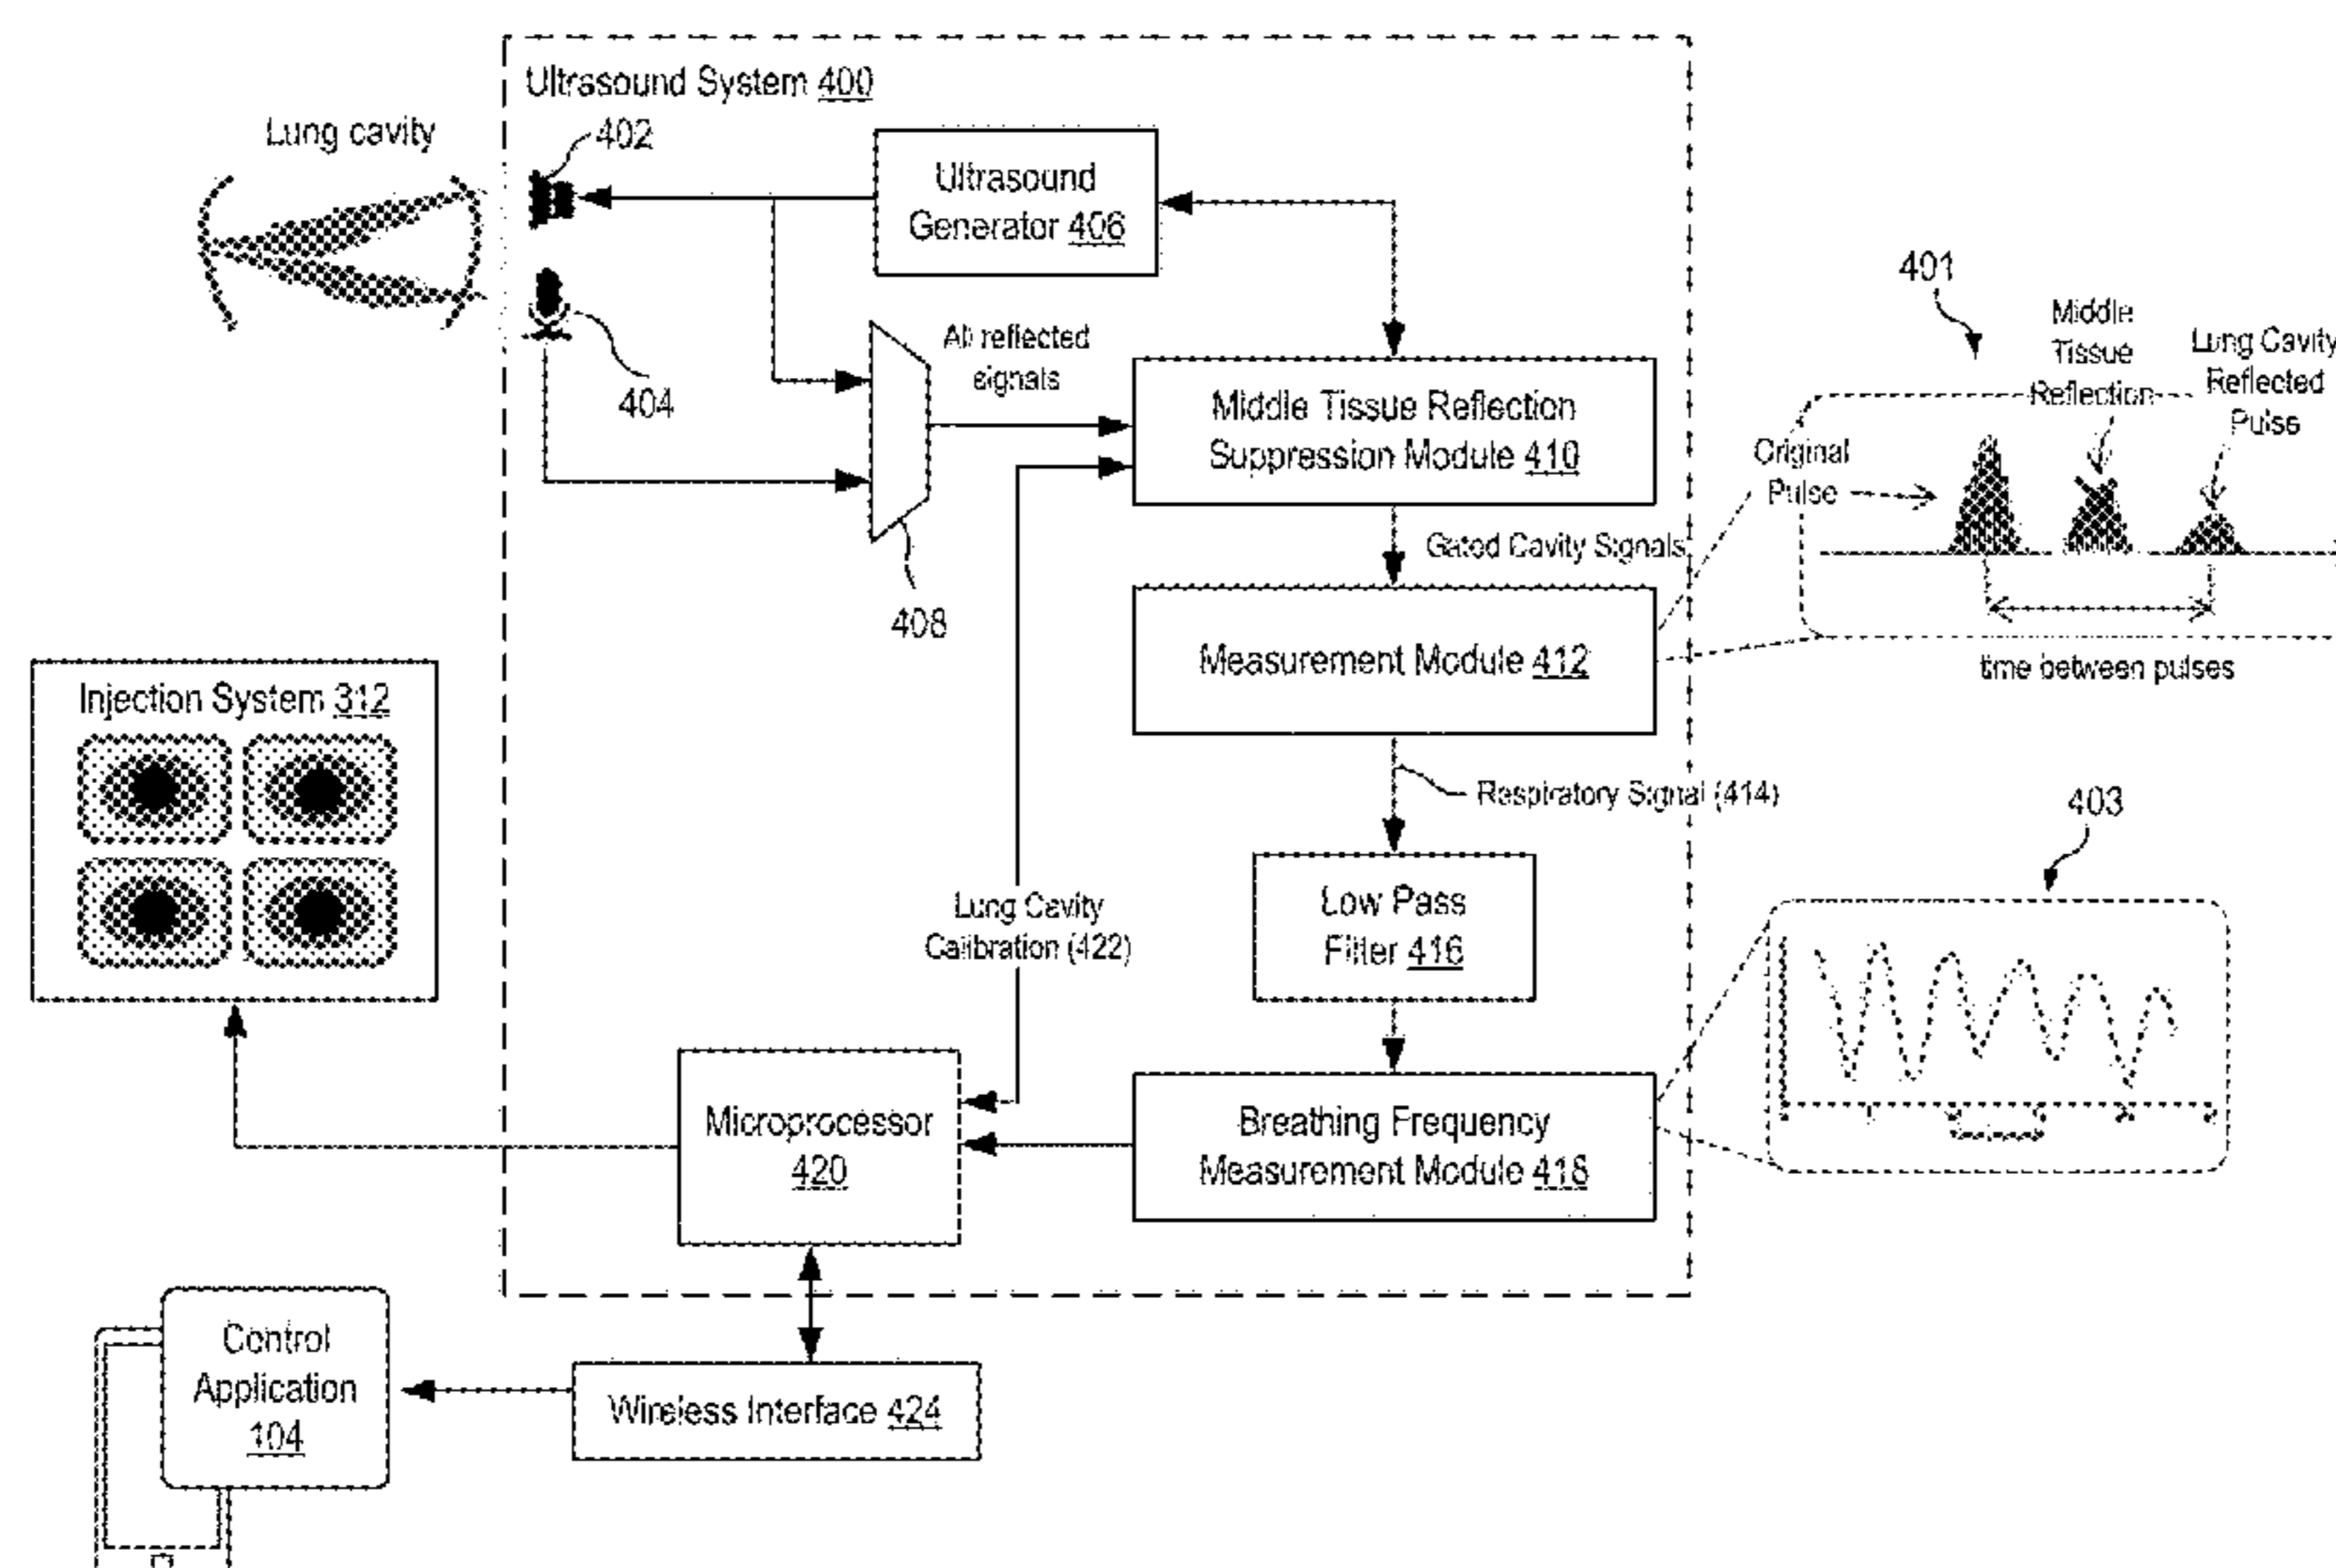 Ultrasound System 400
Lung cavity
402
Ultrasound
Generator 406
404
All reflected
signals
408
Middle Tissue Reflection
Suppression Module 410
Gated Cavity Signals
Measurement Module 412
401
Middle
Tissue
Reflection
Lung Cavity
Reflected
Pulse
Original
Pulse
time between pulses
Injection System 312
Respiratory Signal (414)
403
Low Pass
Filter 416
Lung Cavity
Calibration (422)
Microprocessor
420
Breathing Frequency
Measurement Module 418
Control
Application
104
Wireless Interface 424